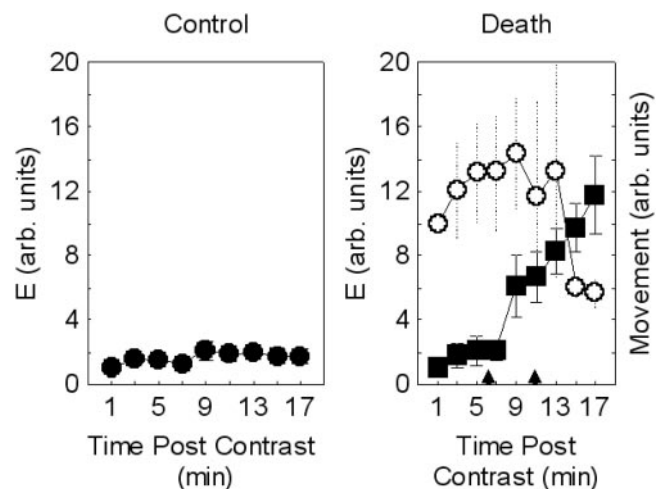 Control
Death
20
16
12
8
4
0
E (arb. units)
1 5 9 13 17
Time Post Contrast
(min)
20
16
12
8
4
0
E (arb. units)
Movement (arb. units)
1 5 9 13 17
Time Post
Contrast (min)